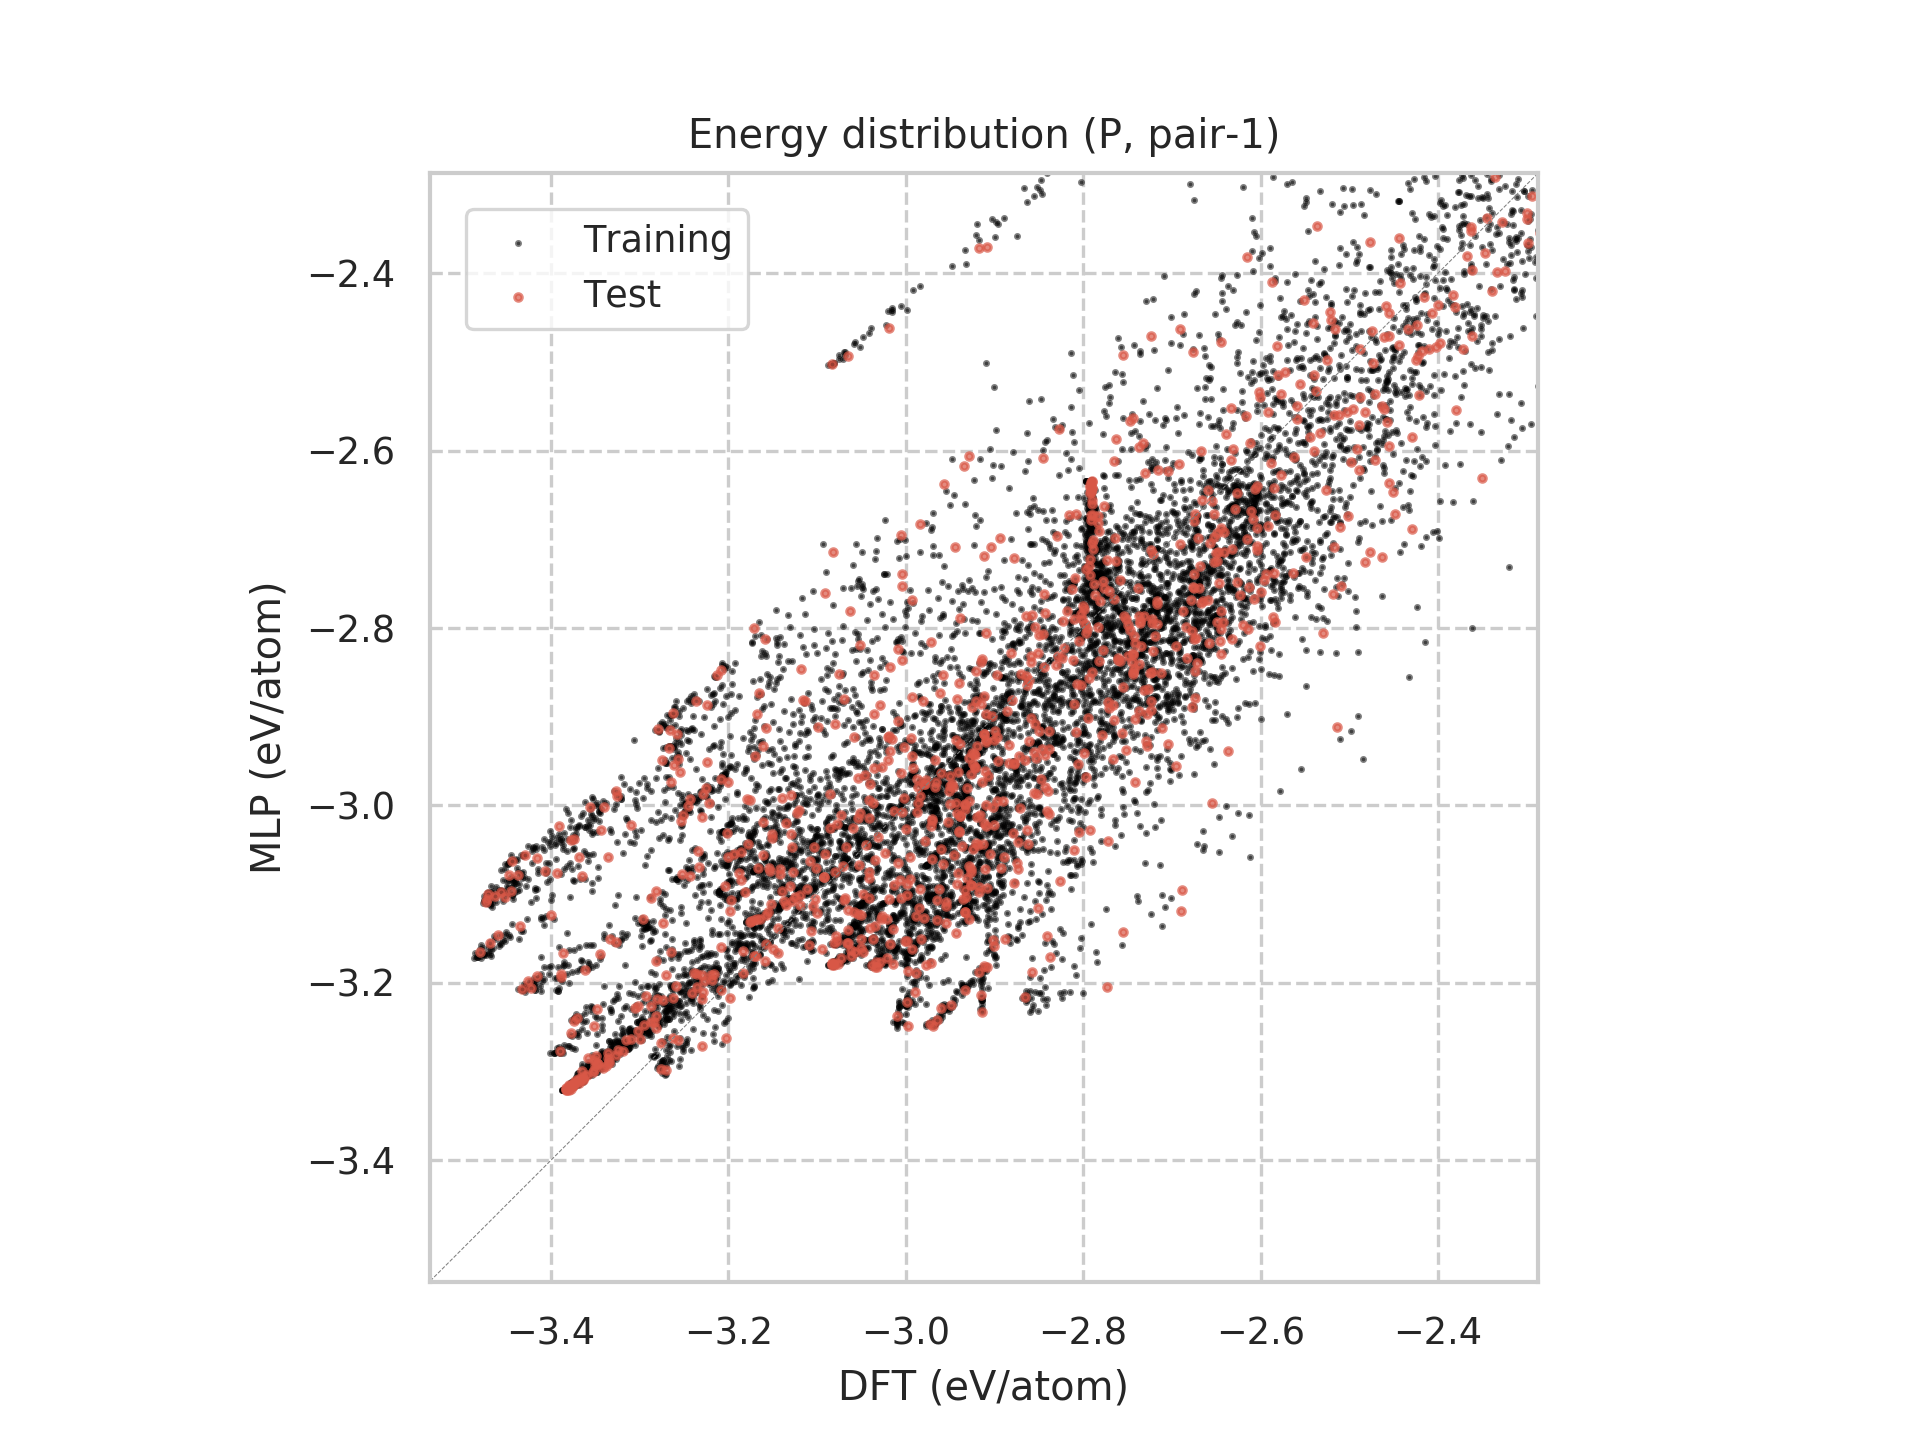 Energy distribution (P, pair-1)
Training
Test
−2.4
−2.6
−2.8
−3.0
−3.2
−3.4
MLP (eV/atom)
−3.4 −3.2 −3.0 −2.8 −2.6 −2.4
DFT (eV/atom)